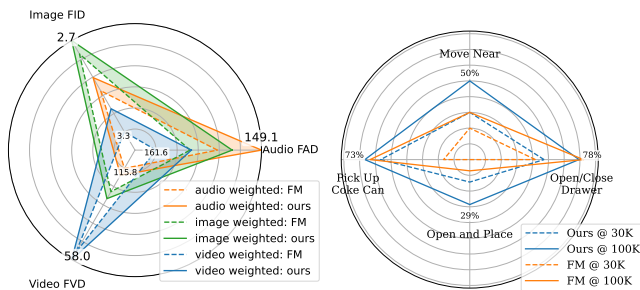 Image FID
2.7
3.3
149.1
Audio FAD
161.6
115.8
58.0
Video FVD
audio weighted: FM
audio weighted: ours
image weighted: FM
image weighted: ours
video weighted: FM
video weighted: ours
Move Near
50%
73%
78%
Pick Up
Coke Can
Open/Close
Drawer
29%
Open and Place
Ours @ 30K
Ours @ 100K
FM @ 30K
FM @ 100K